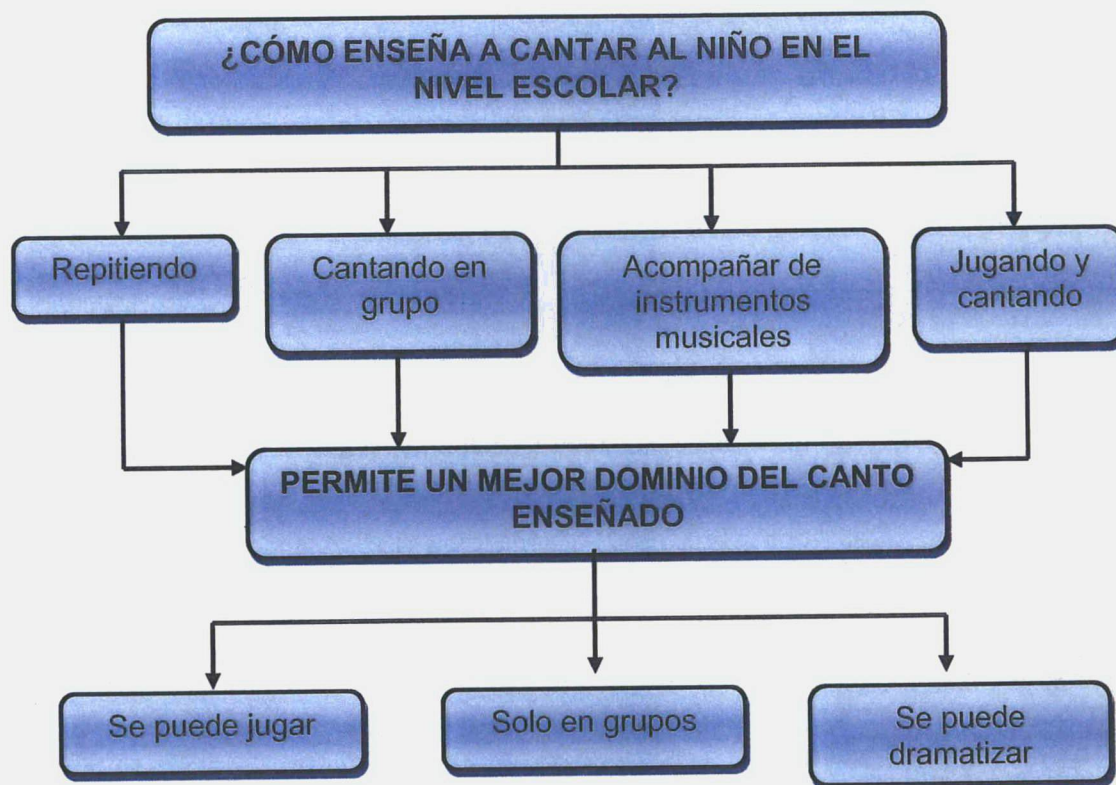 ¿CÓMO ENSEÑA A CANTAR AL NIÑO EN EL
NIVEL ESCOLAR?
Repitiendo
Cantando en
grupo
Acompañar de
instrumentos
musicales
Jugando y
cantando
PERMITE UN MEJOR DOMINIO DEL CANTO
ENSEÑADO
Se puede jugar
Solo en grupos
Se puede
dramatizar